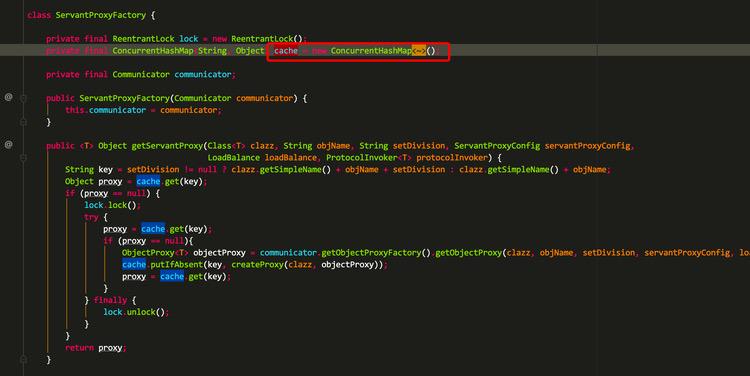 class ServantProxyFactory {
private final ReentrantLock lock = new ReentrantLock();
private final ConcurrentHashMap String, Object cache = new ConcurrentHashMap<~>()
private final Communicator communicator;
@ public ServantProxyFactory(Communicator communicator) {
this.communicator = communicator;
}
@ public <T> Object getServantProxy(Class<T> clazz, String objName, String setDivision, ServantProxyConfig servantProxyConfig,
LoadBalance loadBalance, ProtocolInvoker<T> protocolInvoker) {
String key = setDivision != null ? clazz.getSimpleName() + objName + setDivision : clazz.getSimpleName() + objName;
Object proxy = cache.get(key);
if (proxy == null) {
lock.lock();
try {
proxy = cache.get(key);
if (proxy == null){
ObjectProxy<T> objectProxy = communicator.getObjectProxyFactory().getObjectProxy(clazz, objName, setDivision, servantProxyConfig, lo
cache.putIfAbsent(key, createProxy(clazz, objectProxy));
proxy = cache.get(key);
}
} finally {
lock.unlock();
}
}
return proxy;
}